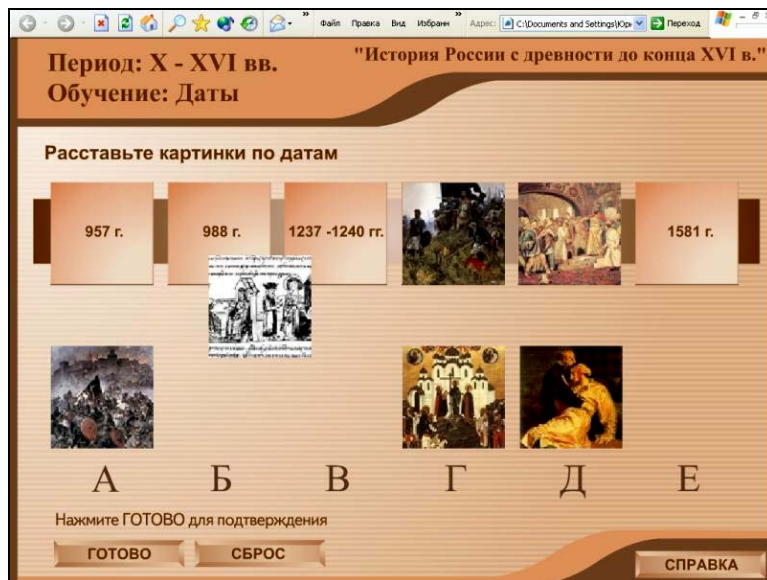 Файл Правка Вид Избранн » Адрес: C:\Documents and Settings\Юри Переход
Период: X - XVI вв.
"История России с древности до конца XVI в."
Обучение: Даты
Расставьте картинки по датам
957 г. 988 г. 1237 -1240 гг. 1581 г.
А Б В Г Д Е
Нажмите ГОТОВО для подтверждения
ГОТОВО СБРОС
СПРАВКА